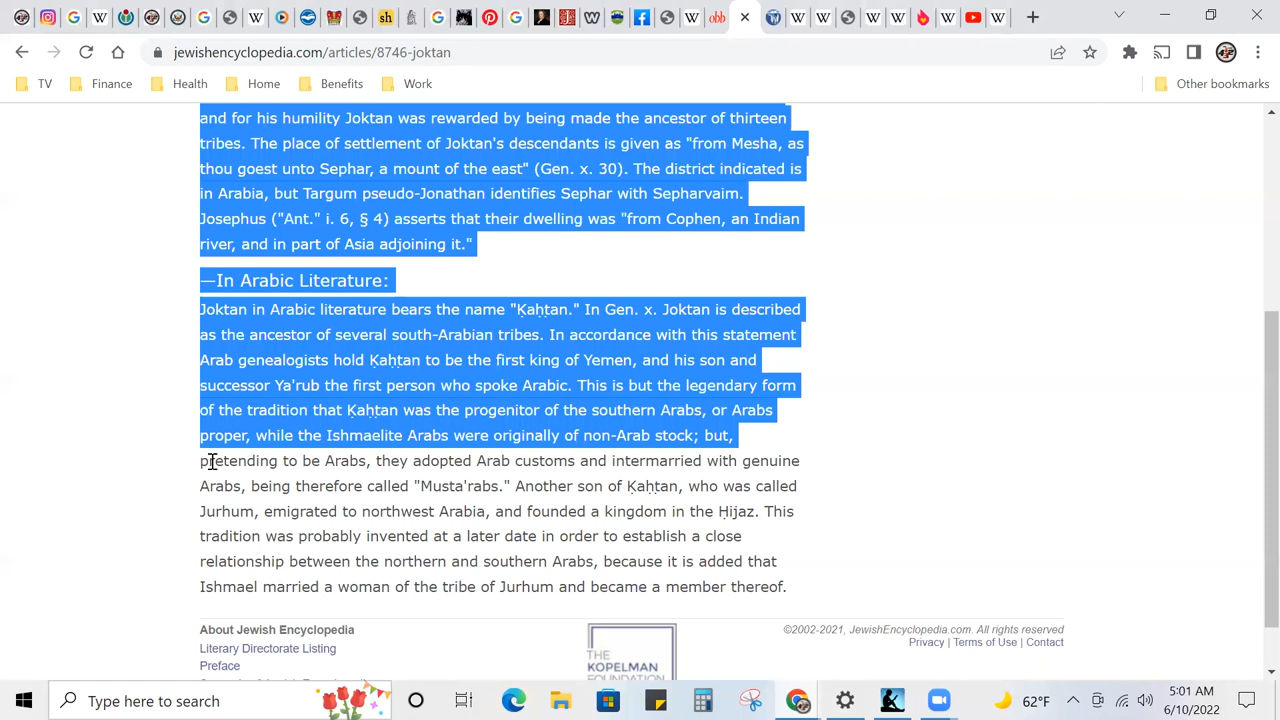 jewishencyclopedia.com/articles/8746-joktan
TV
Finance
Health
Home
Benefits
Work
Other bookmarks
and for his humility Joktan was rewarded by being made the ancestor of thirteen
tribes. The place of settlement of Joktan's descendants is given as "from Mesha, as
thou goest unto Sephar, a mount of the east" (Gen. x. 30). The district indicated is
in Arabia, but Targum pseudo-Jonathan identifies Sephar with Sepharvaim.
Josephus ("Ant." i. 6, § 4) asserts that their dwelling was "from Cophen, an Indian
river, and in part of Asia adjoining it."
—In Arabic Literature:
Joktan in Arabic literature bears the name "Ḳaḥṭan." In Gen. x. Joktan is described
as the ancestor of several south-Arabian tribes. In accordance with this statement
Arab genealogists hold Ḳaḥṭan to be the first king of Yemen, and his son and
successor Ya'rub the first person who spoke Arabic. This is but the legendary form
of the tradition that Ḳaḥṭan was the progenitor of the southern Arabs, or Arabs
proper, while the Ishmaelite Arabs were originally of non-Arab stock; but,
pretending to be Arabs, they adopted Arab customs and intermarried with genuine
Arabs, being therefore called "Musta'rabs." Another son of Ḳaḥṭan, who was called
Jurhum, emigrated to northwest Arabia, and founded a kingdom in the Ḥijaz. This
tradition was probably invented at a later date in order to establish a close
relationship between the northern and southern Arabs, because it is added that
Ishmael married a woman of the tribe of Jurhum and became a member thereof.
About Jewish Encyclopedia
Literary Directorate Listing
Preface
THE
KOPELMAN
FOUNDATION
©2002-2021, JewishEncyclopedia.com. All rights reserved
Privacy | Terms of Use | Contact
Type here to search
62°F
5:01 AM
6/10/2022